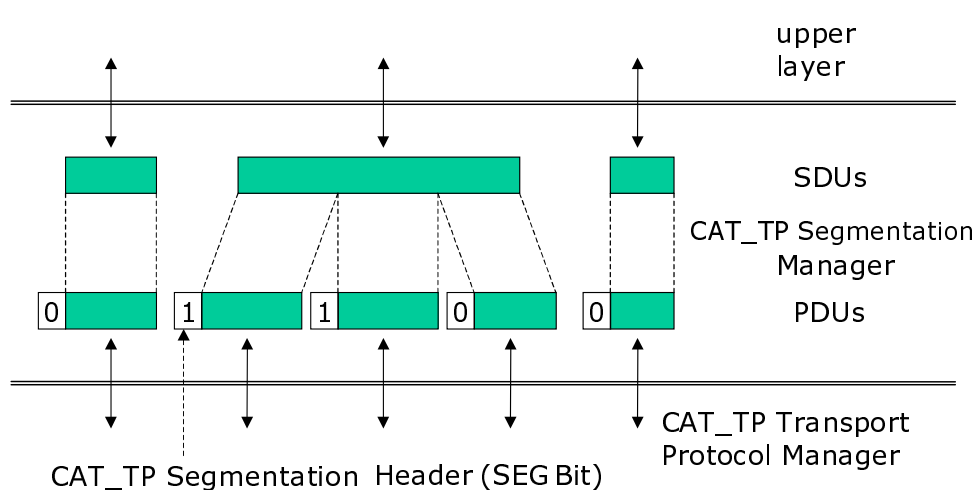 upper
layer
SDUs
CAT_TP Segmentation
Manager
0 1 1 0 0 PDUs
CAT_TP Transport
Protocol Manager
CAT_TP Segmentation Header (SEG Bit)